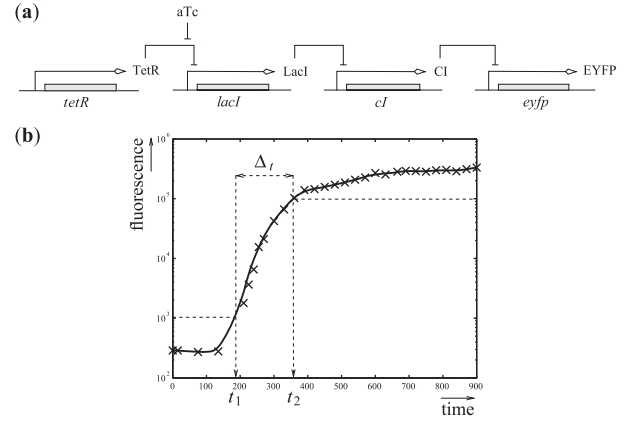 (a)
aTc
TetR LacI CI EYFP
tetR lacI cI eyfp
(b)
fluorescence
10^6
10^5
10^4
10^3
10^2
Δt
0 100 200 300 400 500 600 700 800 900
t1 t2 time